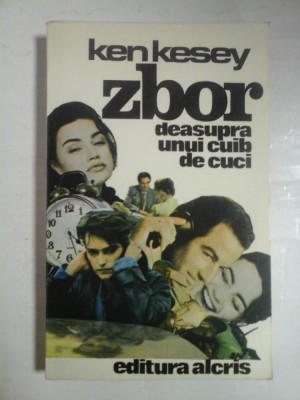 ken kesey
zbor
deasupra
unui cuib
de cuci
editura alcris